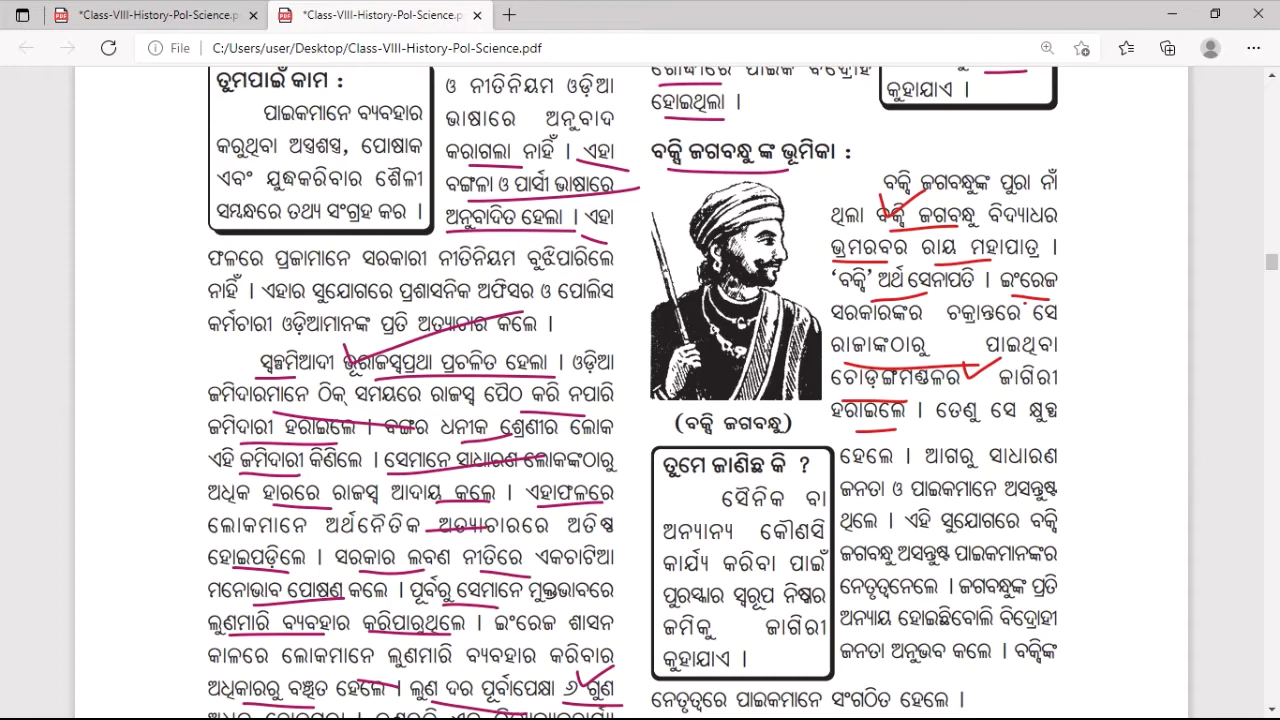 *Class-VIII-History-Pol-Science.p
*Class-VIII-History-Pol-Science.p
File
C:/Users/user/Desktop/Class-VIII-History-Pol-Science.pdf
ତୁମପାଇଁ କାମ :
ପାଇକମାନେ ବ୍ୟବହାର
କରୁଥିବା ଅସ୍ତ୍ରଶସ୍ତ୍ର, ପୋଷାକ
ଏବଂ ଯୁଦ୍ଧକରିବାର ଶୈଳୀ
ସମ୍ବନ୍ଧରେ ତଥ୍ୟ ସଂଗ୍ରହ କର ।
ଓ ନୀତିନିୟମ ଓଡ଼ିଆ
ଭାଷାରେ ଅନୁବାଦ
କରାଗଲା ନାହିଁ । ଏହା
ବଙ୍ଗଳା ଓ ପାର୍ସୀ ଭାଷାରେ
ଅନୁବାଦିତ ହେଲା । ଏହା
ଫଳରେ ପ୍ରଜାମାନେ ସରକାରୀ ନୀତିନିୟମ ବୁଝିପାରିଲେ
ନାହିଁ । ଏହାର ସୁଯୋଗରେ ପ୍ରଶାସନିକ ଅଫିସର ଓ ପୋଲିସ
କର୍ମଚାରୀ ଓଡ଼ିଆମାନଙ୍କ ପ୍ରତି ଅତ୍ୟାଚାର କଲେ ।
ସ୍ୱଳ୍ପମିଆଦୀ ଭୂରାଜସ୍ୱପ୍ରଥା ପ୍ରଚଳିତ ହେଲା । ଓଡ଼ିଆ
ଜମିଦାରମାନେ ଠିକ୍ ସମୟରେ ରାଜସ୍ୱ ପୈଠ କରି ନପାରି
ଜମିଦାରୀ ହରାଇଲେ । ବଙ୍ଗର ଧନୀକ ଶ୍ରେଣୀର ଲୋକ
ଏହି ଜମିଦାରୀ କିଣିଲେ । ସେମାନେ ସାଧାରଣ ଲୋକଙ୍କଠାରୁ
ଅଧିକ ହାରରେ ରାଜସ୍ୱ ଆଦାୟ କଲେ । ଏହାଫଳରେ
ଲୋକମାନେ ଅର୍ଥନୈତିକ ଅତ୍ୟାଚାରରେ ଅତିଷ୍ଠ
ହୋଇପଡ଼ିଲେ । ସରକାର ଲବଣ ନୀତିରେ ଏକଚାଟିଆ
ମନୋଭାବ ପୋଷଣ କଲେ । ପୂର୍ବରୁ ସେମାନେ ମୁକ୍ତଭାବରେ
ଲୁଣମାରି ବ୍ୟବହାର କରିପାରୁଥିଲେ । ଇଂରେଜ ଶାସନ
କାଳରେ ଲୋକମାନେ ଲୁଣମାରି ବ୍ୟବହାର କରିବାର
ଅଧିକାରରୁ ବଞ୍ଚିତ ହେଲେ । ଲୁଣ ଦର ପୂର୍ବାପେକ୍ଷା ୬ ଗୁଣ
ହୋଇଥିଲା ।
କୁହାଯାଏ ।
ବକ୍ସି ଜଗବନ୍ଧୁ ଙ୍କ ଭୂମିକା :
ବକ୍ସି ଜଗବନ୍ଧୁଙ୍କ ପୁରା ନାଁ
ଥିଲା ବକ୍ସି ଜଗବନ୍ଧୁ ବିଦ୍ୟାଧର
ଭ୍ରମରବର ରାୟ ମହାପାତ୍ର ।
‘ବକ୍ସି’ ଅର୍ଥ ସେନାପତି । ଇଂରେଜ
ସରକାରଙ୍କର ଚକ୍ରାନ୍ତରେ ସେ
ରାଜାଙ୍କଠାରୁ ପାଇଥିବା
ଚୋଡ଼ଙ୍ଗମଣ୍ଡଳର ଜାଗିରୀ
ହରାଇଲେ । ତେଣୁ ସେ କ୍ଷୁବ୍ଧ
(ବକ୍ସି ଜଗବନ୍ଧୁ)
ତୁମେ ଜାଣିଛ କି ?
ସୈନିକ ବା
ଅନ୍ୟାନ୍ୟ କୌଣସି
କାର୍ଯ୍ୟ କରିବା ପାଇଁ
ପୁରସ୍କାର ସ୍ୱରୂପ ନିଷ୍କର
ଜମିକୁ ଜାଗିରୀ
କୁହାଯାଏ ।
ହେଲେ । ଆଗରୁ ସାଧାରଣ
ଜନତା ଓ ପାଇକମାନେ ଅସନ୍ତୁଷ୍ଟ
ଥିଲେ । ଏହି ସୁଯୋଗରେ ବକ୍ସି
ଜଗବନ୍ଧୁ ଅସନ୍ତୁଷ୍ଟ ପାଇକମାନଙ୍କର
ନେତୃତ୍ୱନେଲେ । ଜଗବନ୍ଧୁଙ୍କ ପ୍ରତି
ଅନ୍ୟାୟ ହୋଇଛିବୋଲି ବିଦ୍ରୋହୀ
ଜନତା ଅନୁଭବ କଲେ । ବକ୍ସିଙ୍କ
ନେତୃତ୍ୱରେ ପାଇକମାନେ ସଂଗଠିତ ହେଲେ ।